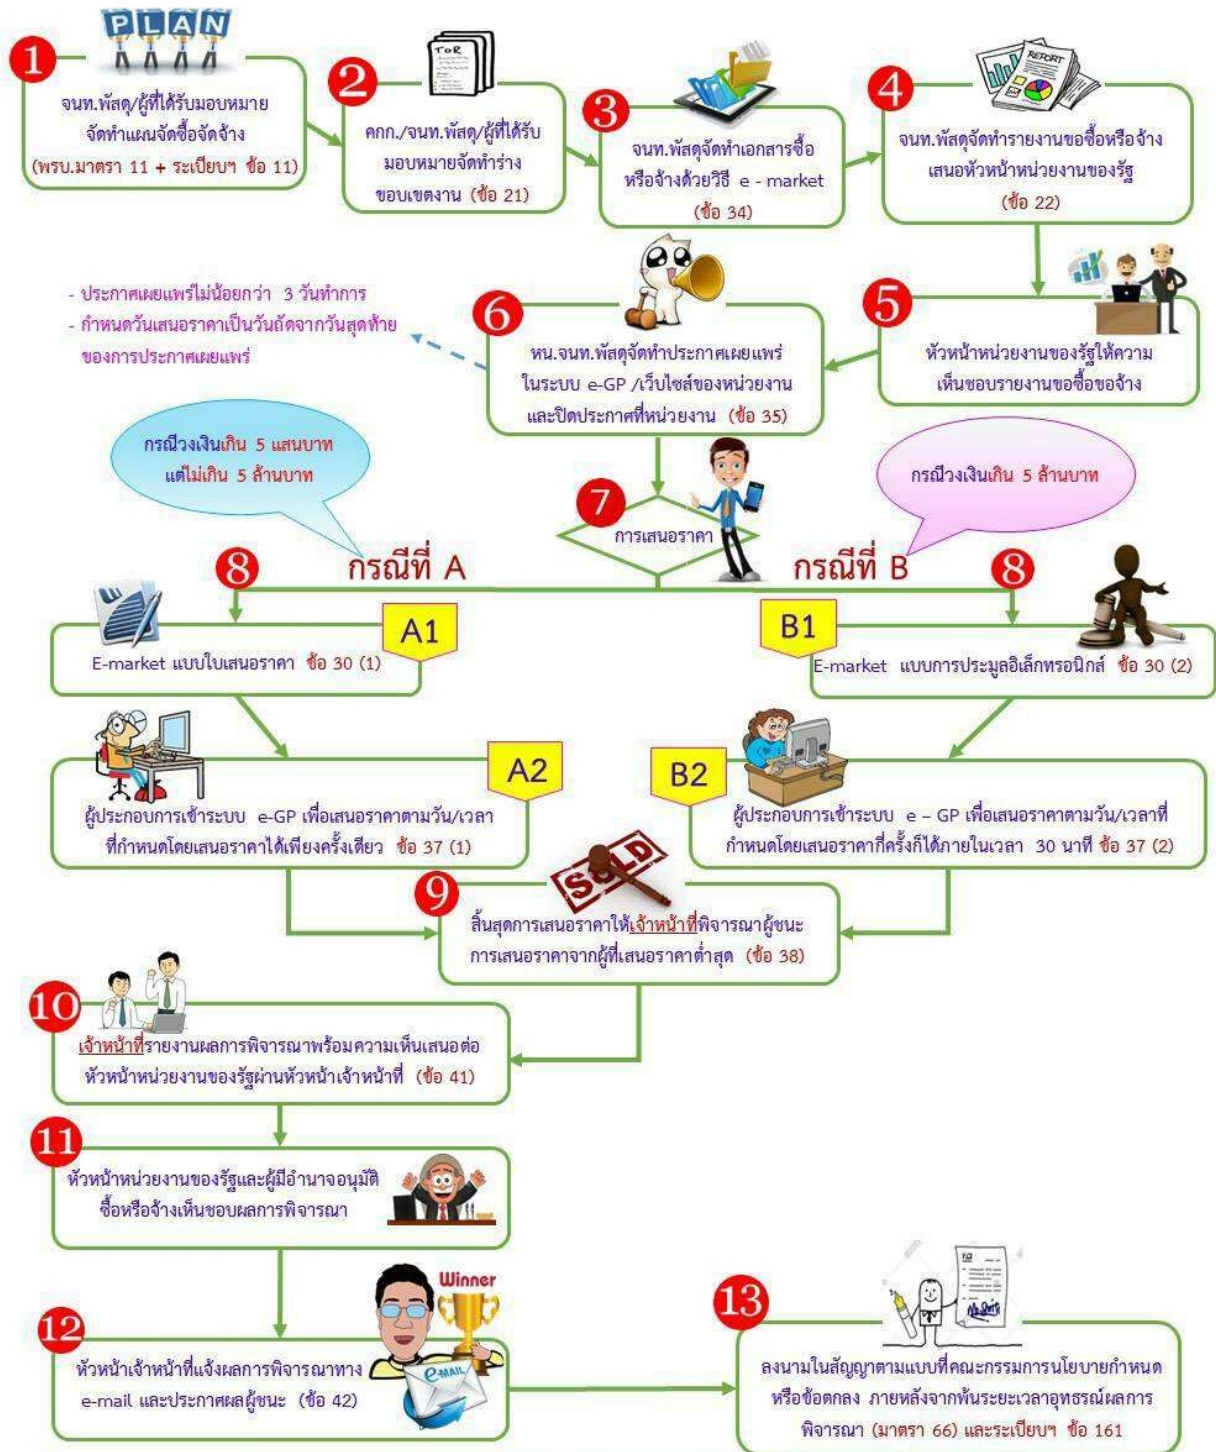 PLAN
1
จนท.พัสดุ/ผู้ที่ได้รับมอบหมาย
จัดทำแผนจัดซื้อจัดจ้าง
(พรบ.มาตรา 11 + ระเบียบฯ ข้อ 11)
TOR
2
คกก./จนท.พัสดุ/ผู้ที่ได้รับ
มอบหมายจัดทำร่าง
ขอบเขตงาน (ข้อ 21)
3
จนท.พัสดุจัดทำเอกสารซื้อ
หรือจ้างด้วยวิธี e - market
(ข้อ 34)
REPORT
4
จนท.พัสดุจัดทำรายงานขอซื้อหรือจ้าง
เสนอหัวหน้าหน่วยงานของรัฐ
(ข้อ 22)
5
หัวหน้าหน่วยงานของรัฐให้ความ
เห็นชอบรายงานขอซื้อขอจ้าง
6
หน.จนท.พัสดุจัดทำประกาศเผยแพร่
ในระบบ e-GP /เว็บไซส์ของหน่วยงาน
และปิดประกาศที่หน่วยงาน (ข้อ 35)
- ประกาศเผยแพร่ไม่น้อยกว่า 3 วันทำการ
- กำหนดวันเสนอราคาเป็นวันถัดจากวันสุดท้าย
ของการประกาศเผยแพร่
กรณีวงเงินเกิน 5 แสนบาท
แต่ไม่เกิน 5 ล้านบาท
กรณีวงเงินเกิน 5 ล้านบาท
7
การเสนอราคา
8
กรณีที่ A
กรณีที่ B
8
A1
E-market แบบใบเสนอราคา ข้อ 30 (1)
B1
E-market แบบการประมูลอิเล็กทรอนิกส์ ข้อ 30 (2)
A2
ผู้ประกอบการเข้าระบบ e-GP เพื่อเสนอราคาตามวัน/เวลา
ที่กำหนดโดยเสนอราคาได้เพียงครั้งเดียว ข้อ 37 (1)
B2
ผู้ประกอบการเข้าระบบ e – GP เพื่อเสนอราคาตามวัน/เวลาที่
กำหนดโดยเสนอราคากี่ครั้งก็ได้ภายในเวลา 30 นาที ข้อ 37 (2)
SOLD
9
สิ้นสุดการเสนอราคาให้เจ้าหน้าที่พิจารณาผู้ชนะ
การเสนอราคาจากผู้ที่เสนอราคาต่ำสุด (ข้อ 38)
10
เจ้าหน้าที่รายงานผลการพิจารณาพร้อมความเห็นเสนอต่อ
หัวหน้าหน่วยงานของรัฐผ่านหัวหน้าเจ้าหน้าที่ (ข้อ 41)
11
หัวหน้าหน่วยงานของรัฐและผู้มีอำนาจอนุมัติ
ซื้อหรือจ้างเห็นชอบผลการพิจารณา
Winner
e-MAIL
12
หัวหน้าเจ้าหน้าที่แจ้งผลการพิจารณาทาง
e-mail และประกาศผลผู้ชนะ (ข้อ 42)
13
ลงนามในสัญญาตามแบบที่คณะกรรมการนโยบายกำหนด
หรือข้อตกลง ภายหลังจากพ้นระยะเวลาอุทธรณ์ผลการ
พิจารณา (มาตรา 66) และระเบียบฯ ข้อ 161